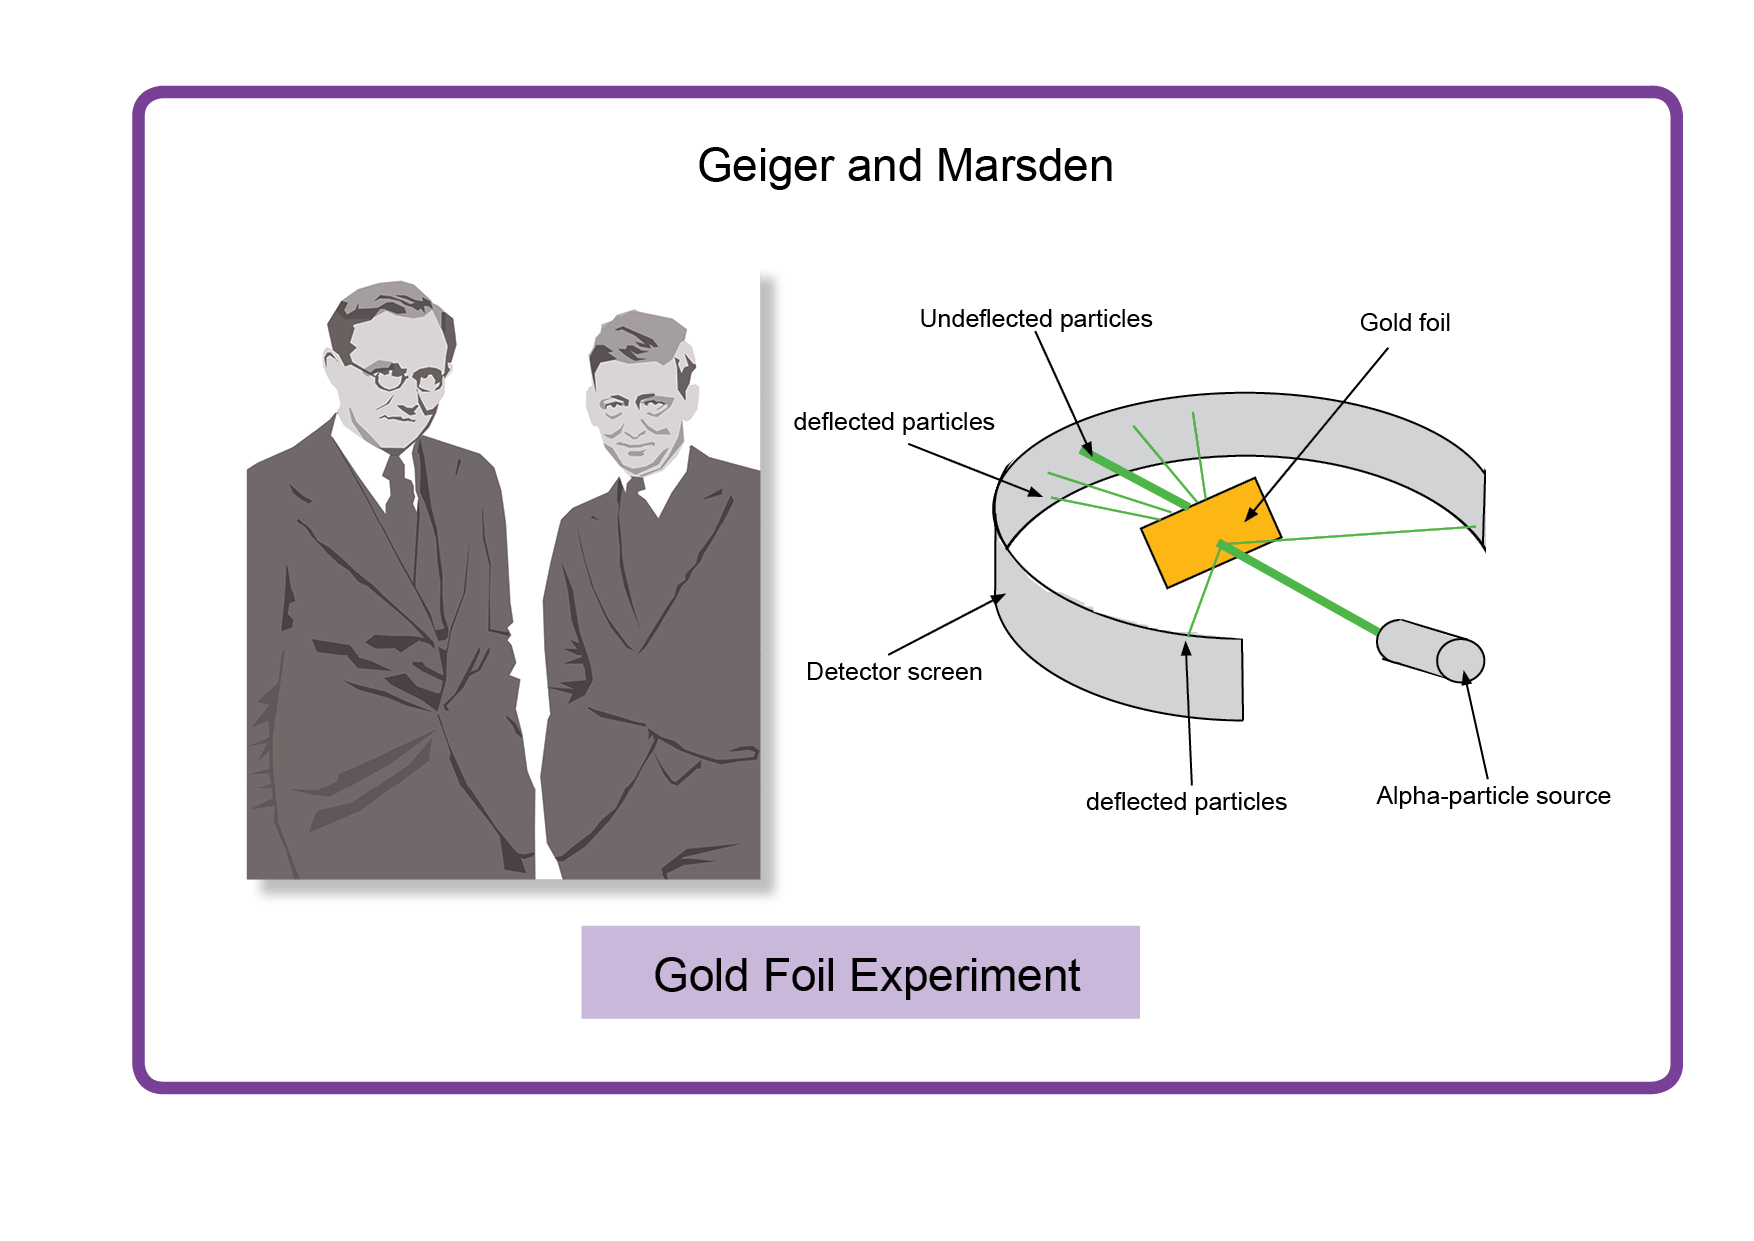 Geiger and Marsden
Undeflected particles
Gold foil
deflected particles
Detector screen
deflected particles
Alpha-particle source
Gold Foil Experiment